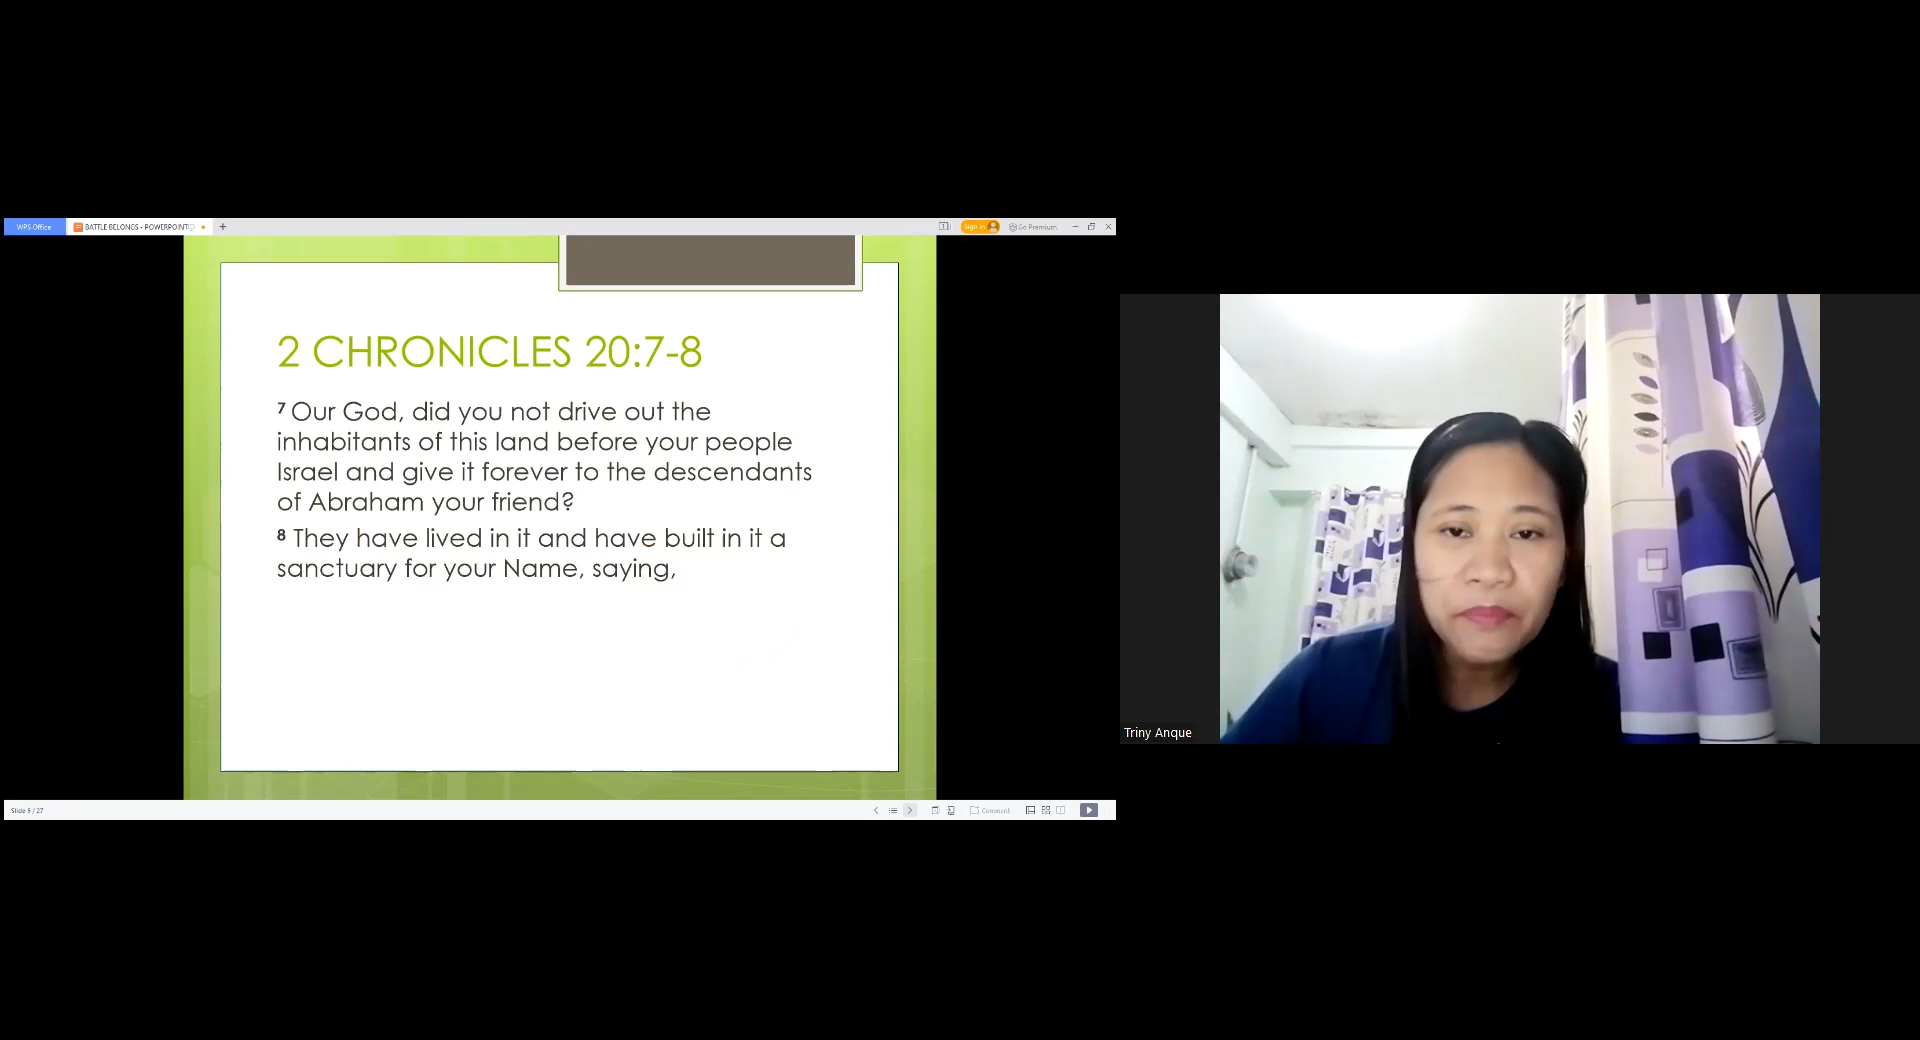 WPS Office
BATTLE BELONGS - POWERPOINT
Sign in
Go Premium
2 CHRONICLES 20:7-8
7 Our God, did you not drive out the
inhabitants of this land before your people
Israel and give it forever to the descendants
of Abraham your friend?
8 They have lived in it and have built in it a
sanctuary for your Name, saying,
Triny Anque
Slide 5 / 27
Comment